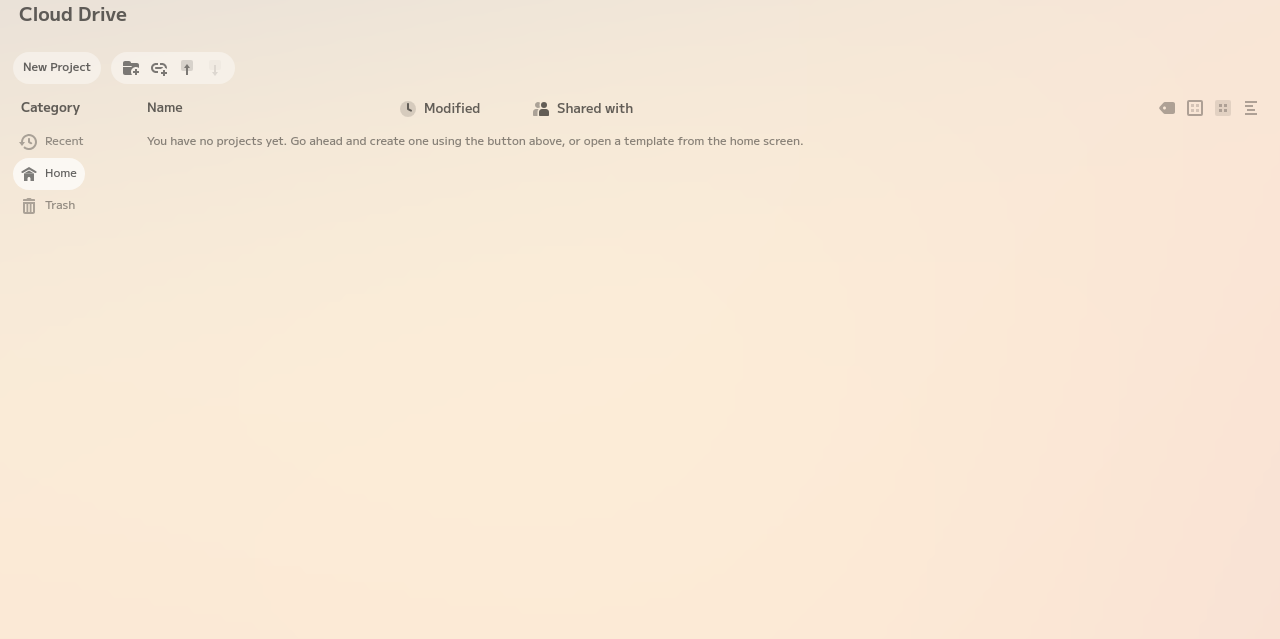 Cloud Drive
New Project
Category
Name
Modified
Shared with
Recent
You have no projects yet. Go ahead and create one using the button above, or open a template from the home screen.
Home
Trash